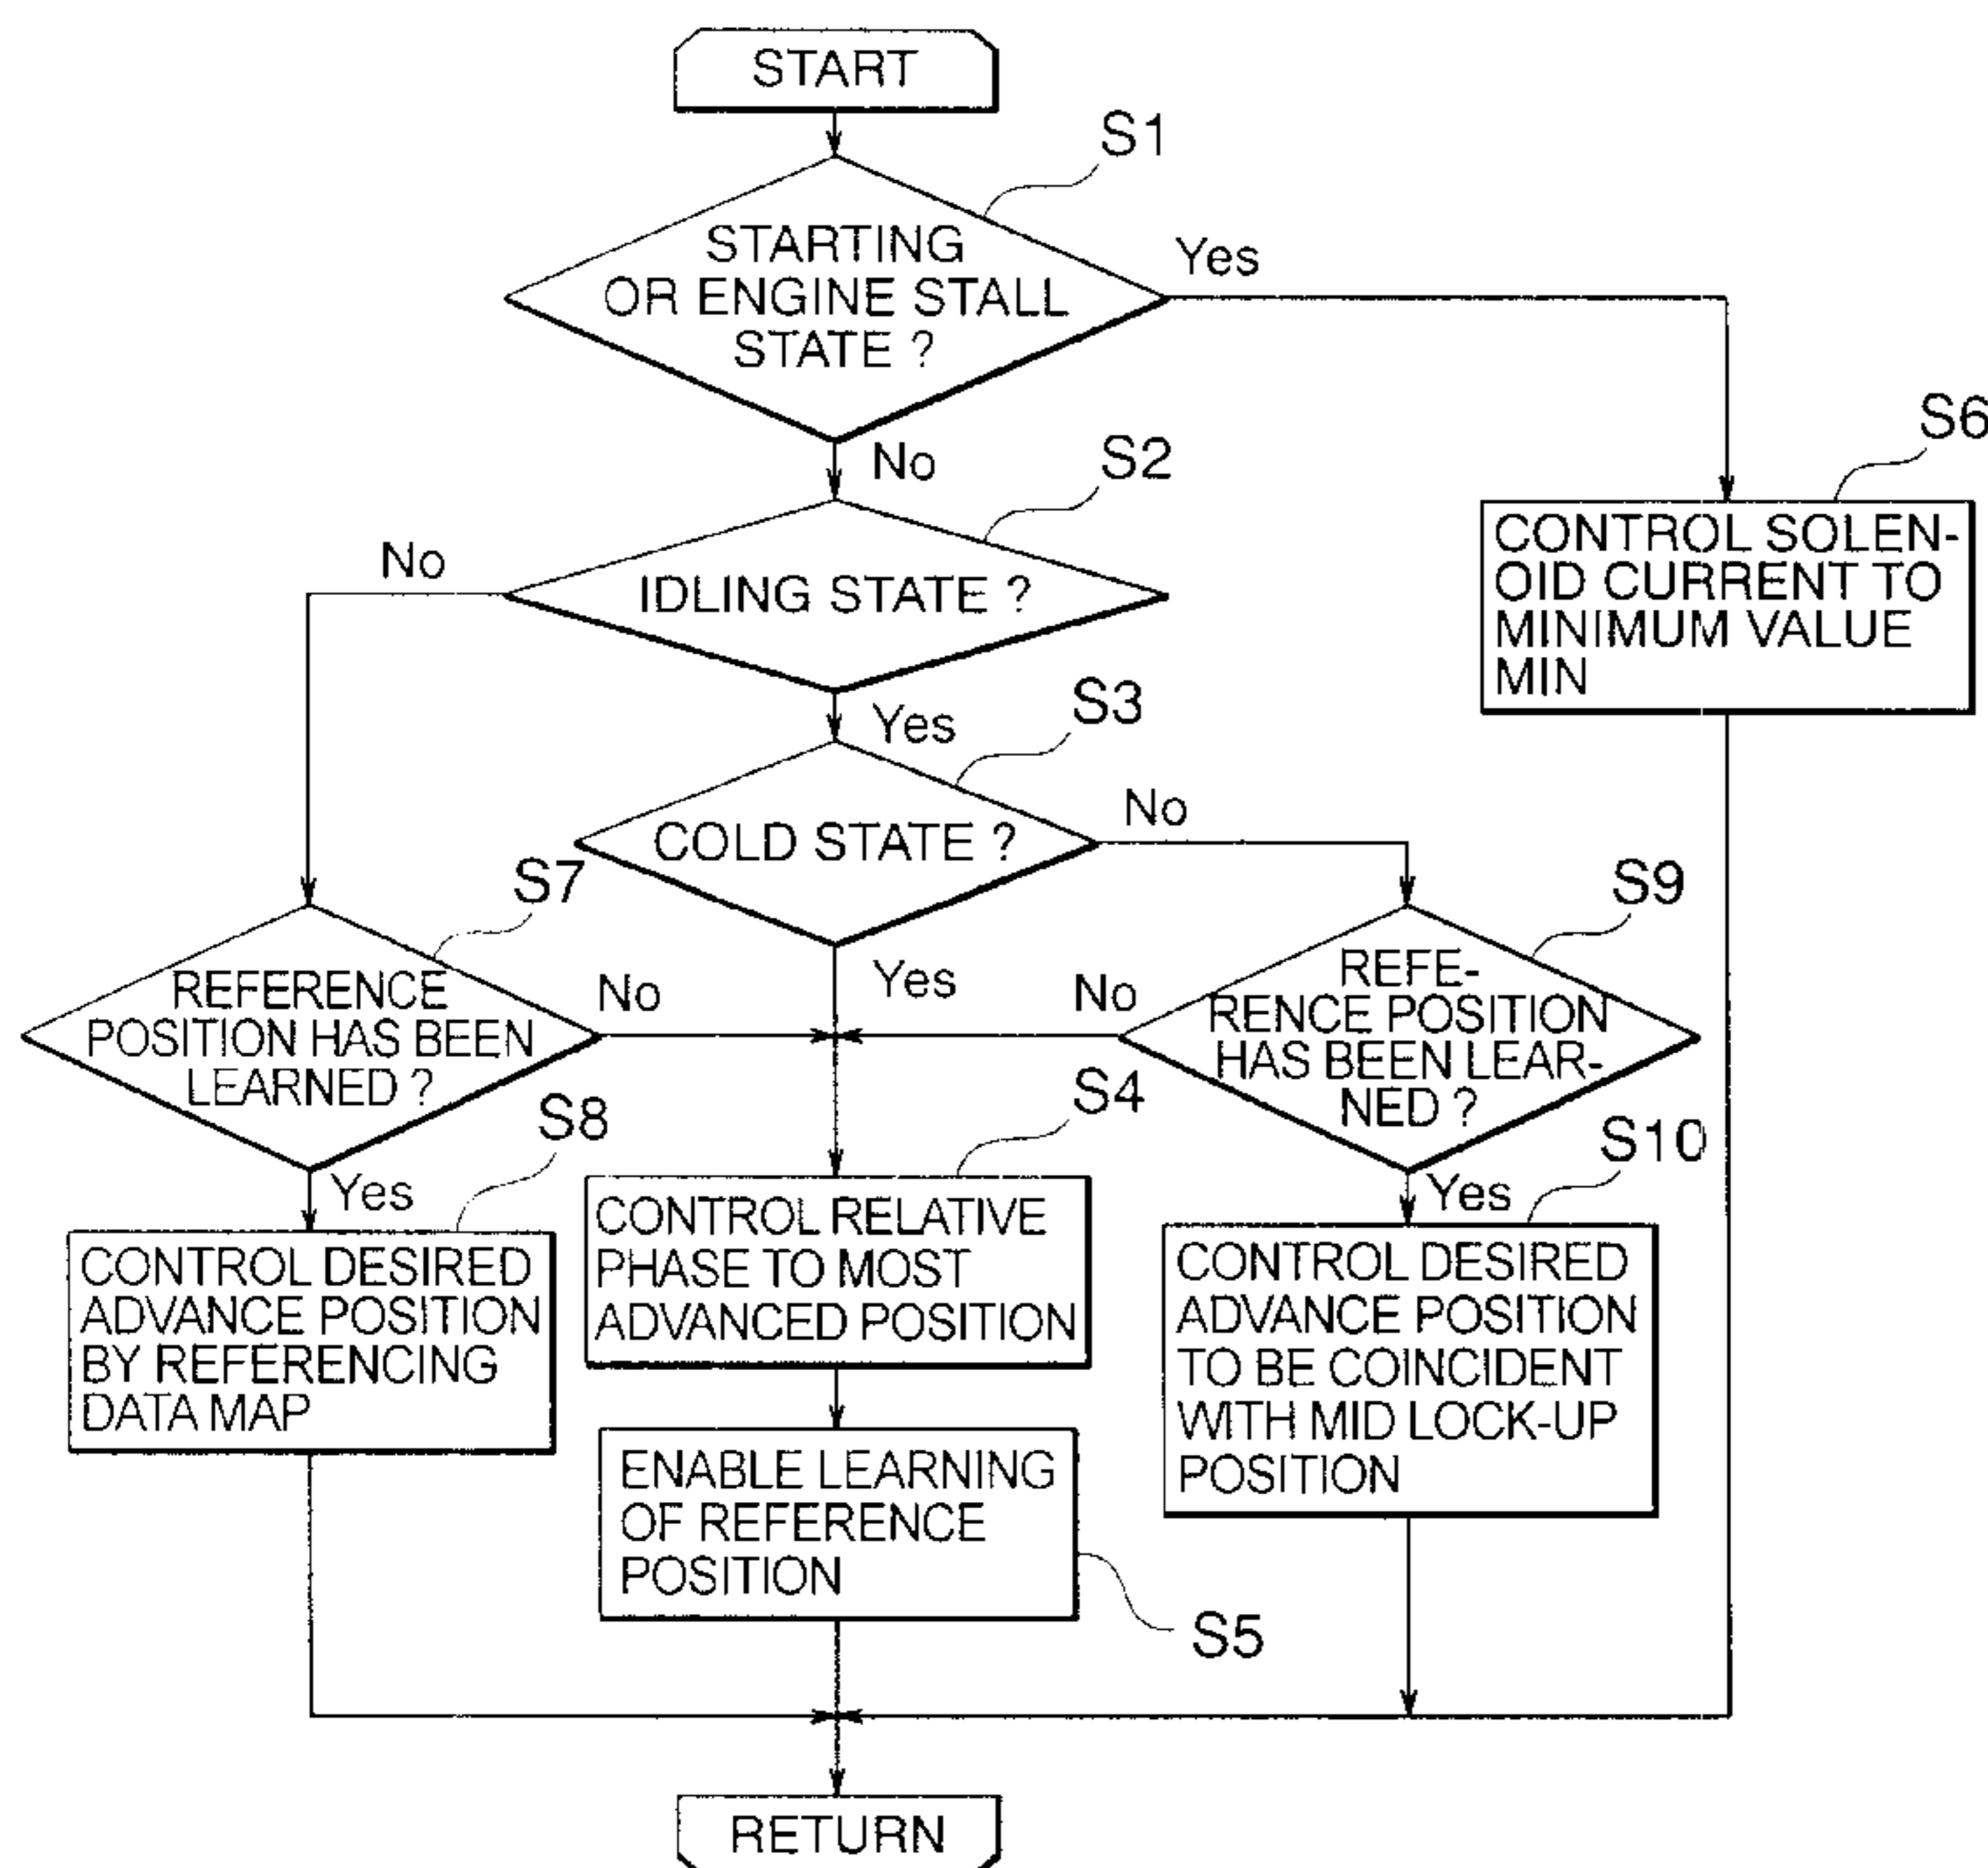 START
S1
STARTING
OR ENGINE STALL
STATE ?
Yes
No
S2
S6
CONTROL SOLEN-
OID CURRENT TO
MINIMUM VALUE
MIN
No
IDLING STATE ?
Yes
S3
COLD STATE ?
No
S7
REFERENCE
POSITION HAS BEEN
LEARNED ?
No
Yes
No
S9
REFE-
RENCE POSITION
HAS BEEN LEAR-
NED ?
S8
Yes
CONTROL DESIRED
ADVANCE POSITION
BY REFERENCING
DATA MAP
S4
CONTROL RELATIVE
PHASE TO MOST
ADVANCED POSITION
S10
Yes
CONTROL DESIRED
ADVANCE POSITION
TO BE COINCIDENT
WITH MID LOCK-UP
POSITION
ENABLE LEARNING
OF REFERENCE
POSITION
S5
RETURN